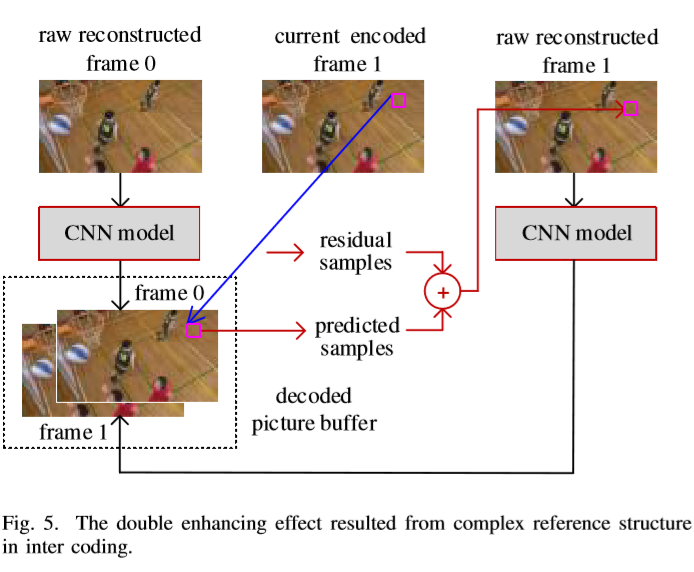 raw reconstructed
frame 0
current encoded
frame 1
raw reconstructed
frame 1
CNN model
CNN model
residual
samples
frame 0
+
predicted
samples
decoded
picture buffer
frame 1
Fig. 5. The double enhancing effect resulted from complex reference structure
in inter coding.